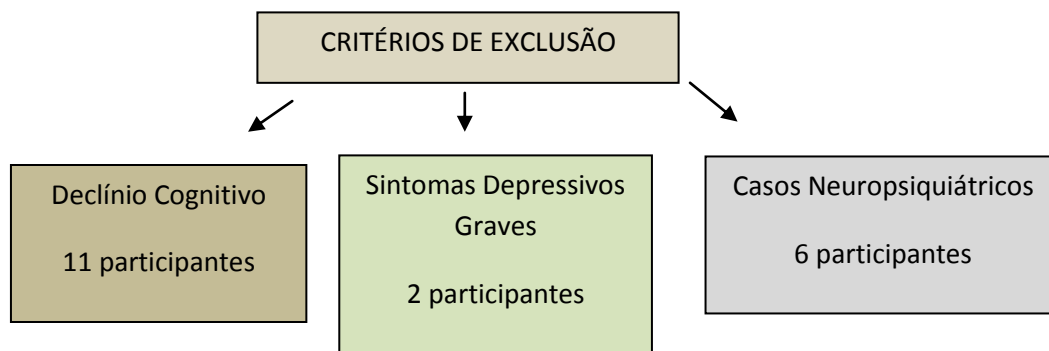 CRITÉRIOS DE EXCLUSÃO
Declínio Cognitivo
11 participantes
Sintomas Depressivos
Graves
2 participantes
Casos Neuropsiquiátricos
6 participantes